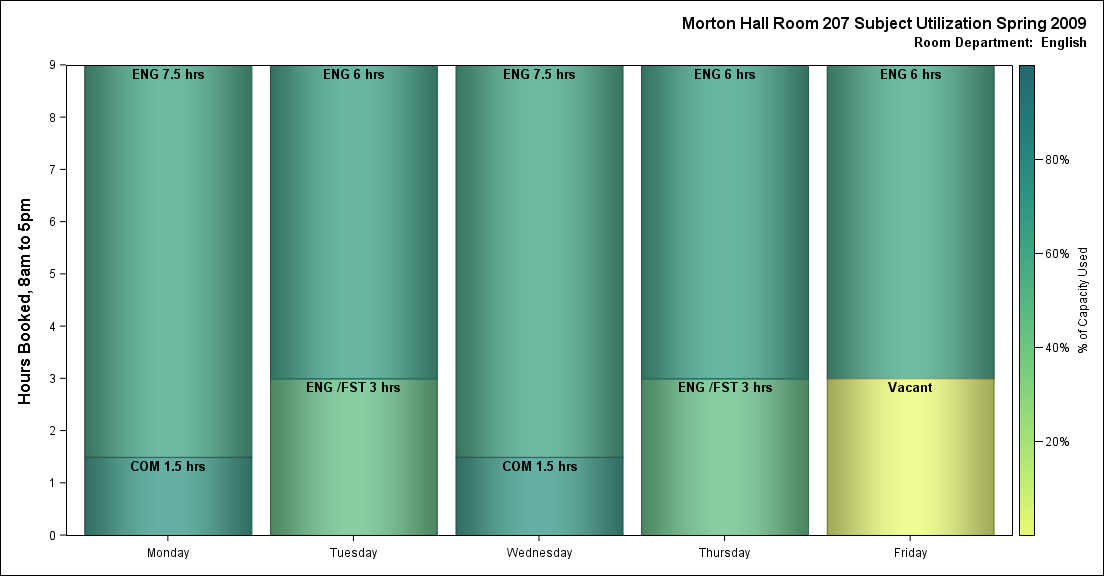 Morton Hall Room 207 Subject Utilization Spring 2009
Room Department:  English
Hours Booked, 8am to 5pm
9
8
7
6
5
4
3
2
1
0
ENG 7.5 hrs
COM 1.5 hrs
ENG 6 hrs
ENG /FST 3 hrs
ENG 7.5 hrs
COM 1.5 hrs
ENG 6 hrs
ENG /FST 3 hrs
ENG 6 hrs
Vacant
Monday
Tuesday
Wednesday
Thursday
Friday
80%
60%
40%
20%
% of Capacity Used